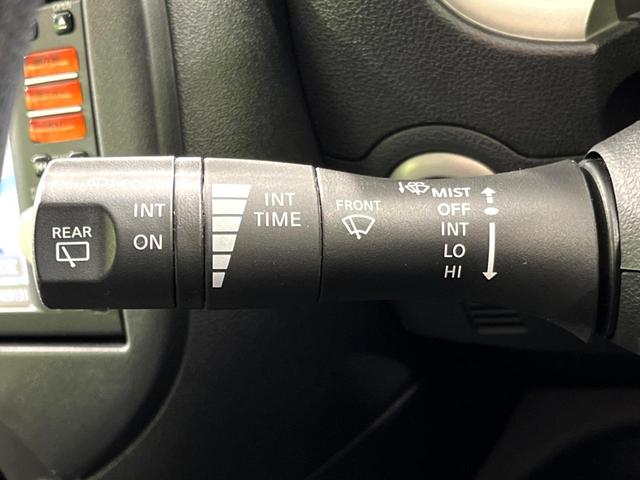 REAR
INT
ON
INT
TIME
FRONT
MIST
OFF
INT
LO
HI